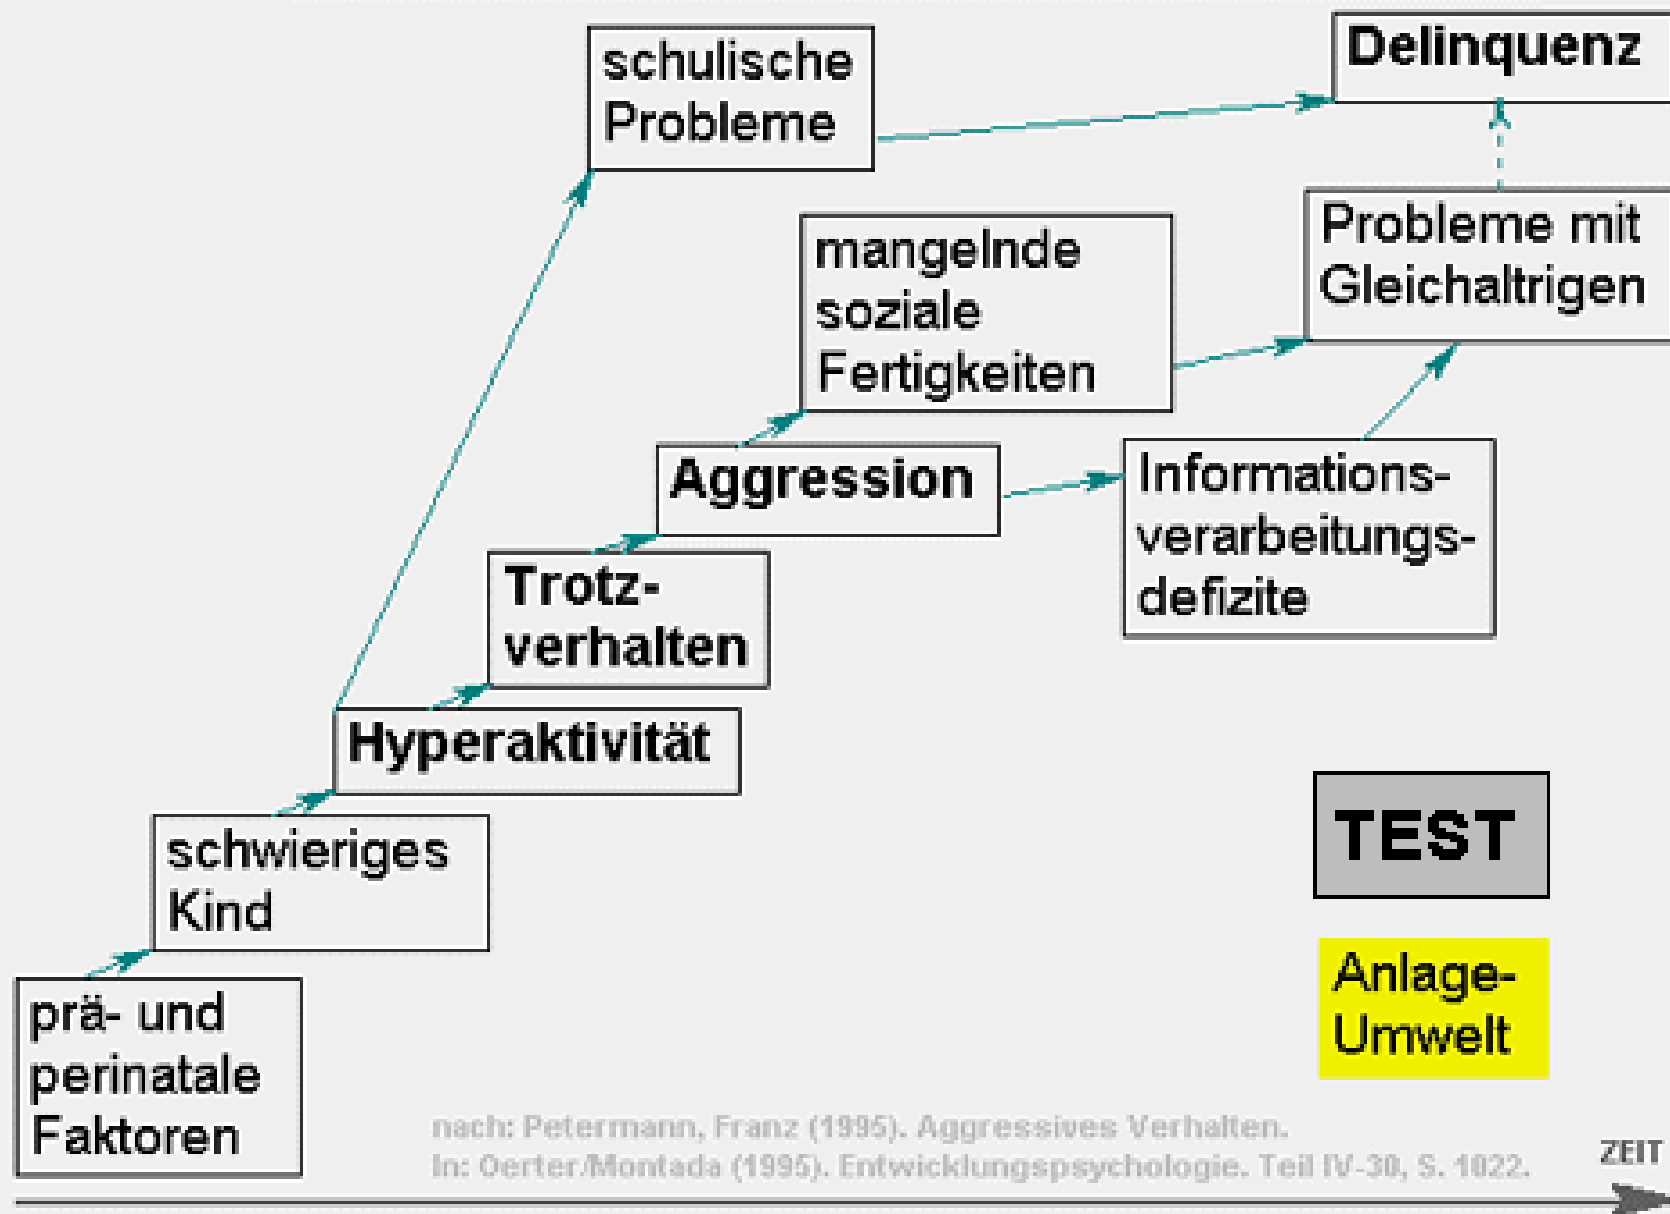 schulische
Probleme
Delinquenz
mangelnde
soziale
Fertigkeiten
Probleme mit
Gleichaltrigen
Aggression
Informations-
verarbeitungs-
defizite
Trotz-
verhalten
Hyperaktivität
schwieriges
Kind
TEST
Anlage-
Umwelt
prä- und
perinatale
Faktoren
nach: Petermann, Franz (1995). Aggressives Verhalten.
In: Oerter/Montada (1995). Entwicklungspsychologie. Teil IV-30, S. 1022.
ZEIT